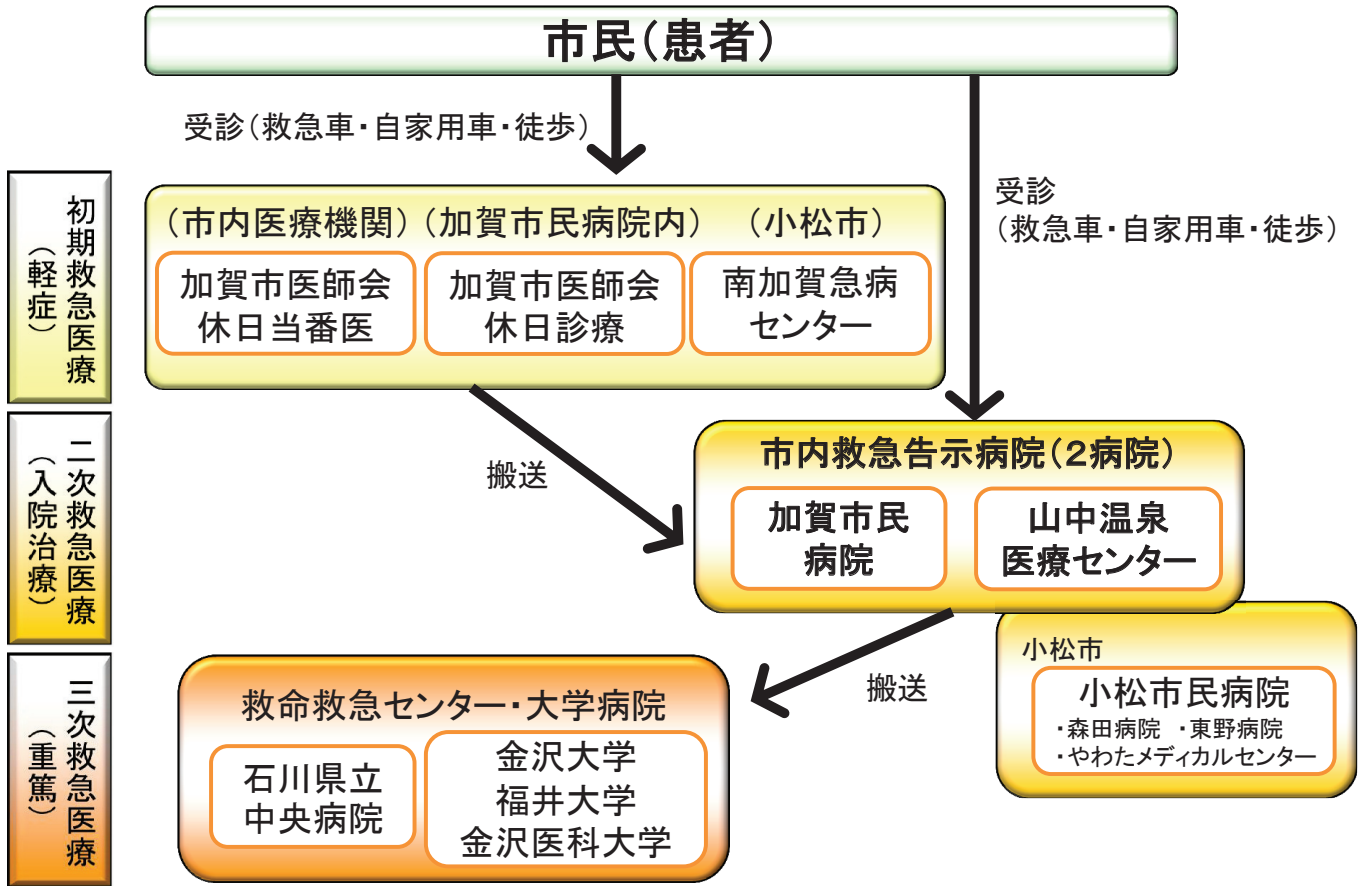 市民(患者)
受診(救急車・自家用車・徒歩)
受診
(救急車・自家用車・徒歩)
初期救急医療
(軽症)
(市内医療機関)
加賀市医師会
休日当番医
(加賀市民病院内)
加賀市医師会
休日診療
(小松市)
南加賀急病
センター
搬送
二次救急医療
(入院治療)
市内救急告示病院(2病院)
加賀市民
病院
山中温泉
医療センター
小松市
小松市民病院
・森田病院 ・東野病院
・やわたメディカルセンター
搬送
三次救急医療
(重篤)
救命救急センター・大学病院
石川県立
中央病院
金沢大学
福井大学
金沢医科大学